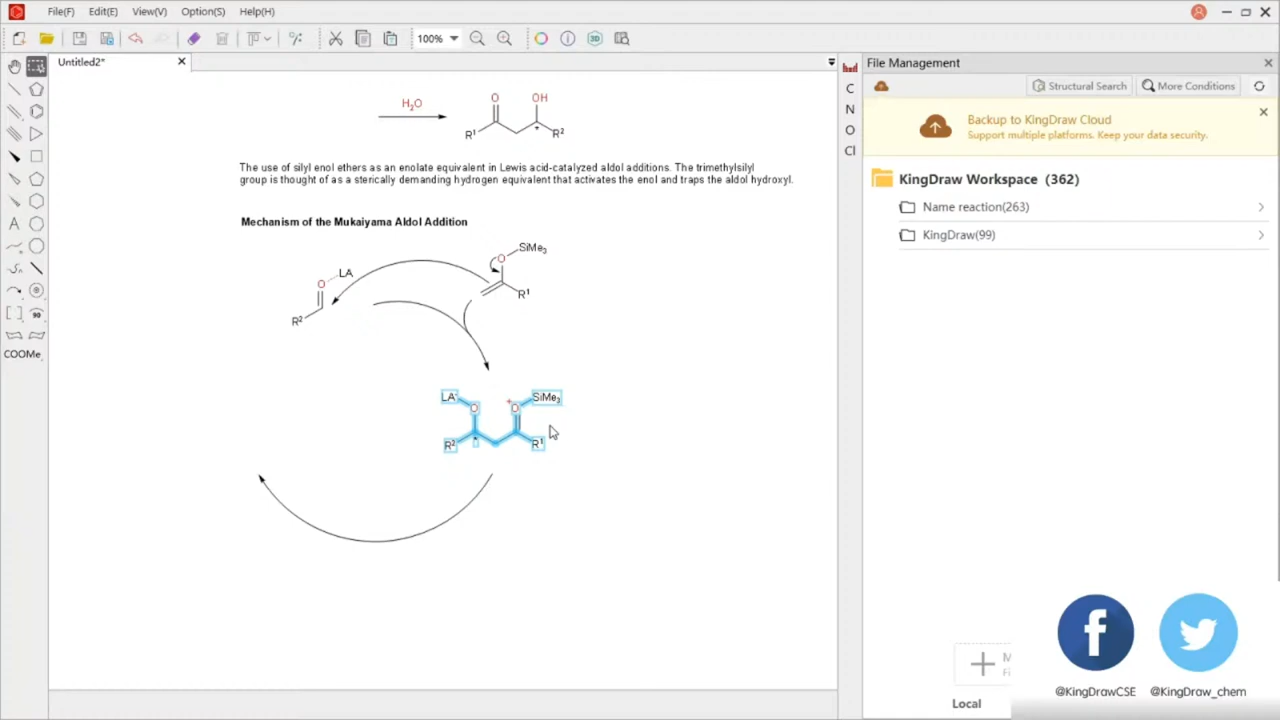 File(F) Edit(E) View(V) Option(S) Help(H)
100%
Untitled2*
H2O
O OH
R1 R2
The use of silyl enol ethers as an enolate equivalent in Lewis acid-catalyzed aldol additions. The trimethylsilyl
group is thought of as a sterically demanding hydrogen equivalent that activates the enol and traps the aldol hydroxyl.
Mechanism of the Mukaiyama Aldol Addition
SiMe3
O
LA
O
R1
R2
LA- SiMe3
O +O
R2 R1
A
90
COOMe
C
N
O
Cl
3D
File Management
Structural Search More Conditions
Backup to KingDraw Cloud
Support multiple platforms. Keep your data security.
KingDraw Workspace (362)
Name reaction(263)
KingDraw(99)
Local
@KingDrawCSE @KingDraw_chem